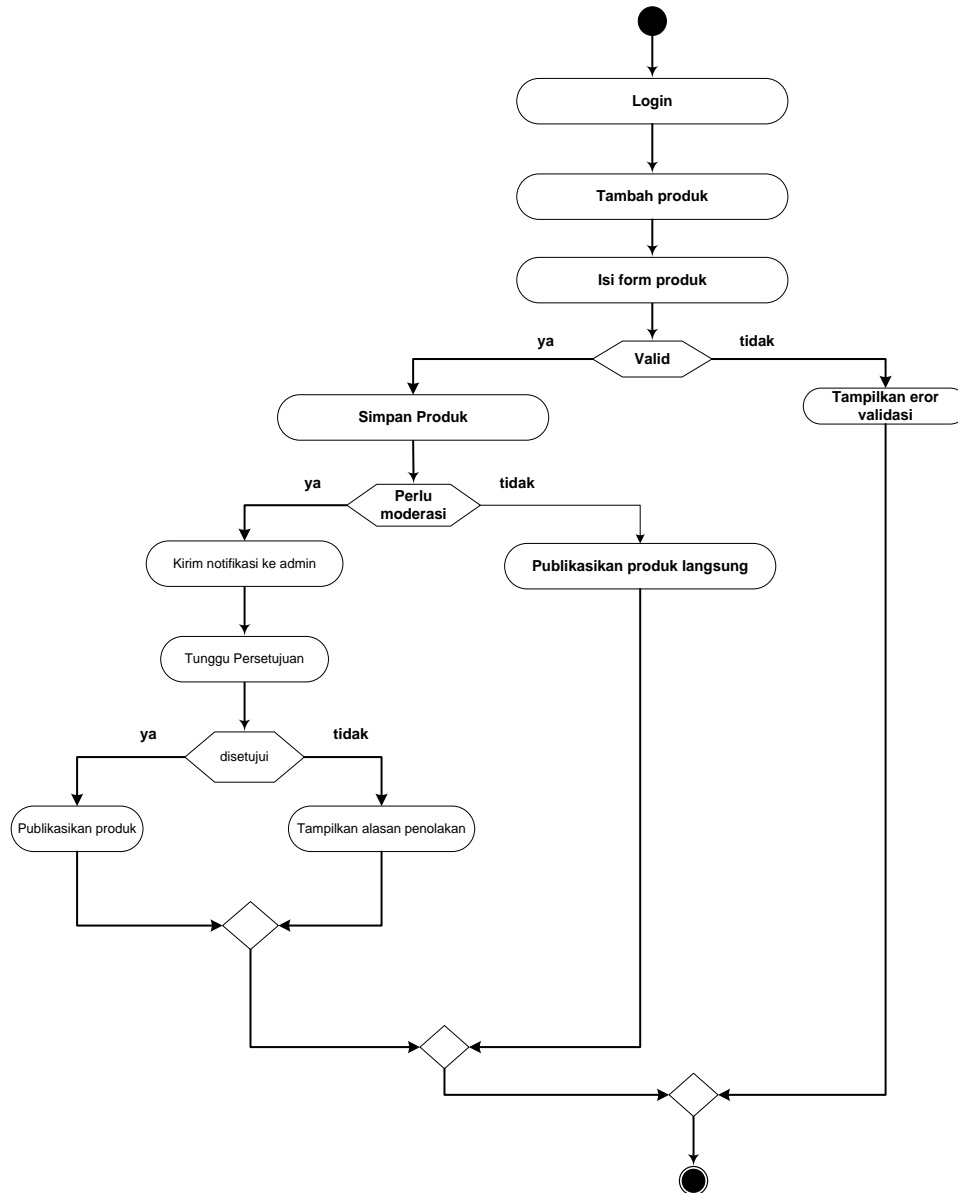 Login
Tambah produk
Isi form produk
ya
Valid
tidak
Simpan Produk
Tampilkan eror
validasi
ya
Perlu
moderasi
tidak
Kirim notifikasi ke admin
Publikasikan produk langsung
Tunggu Persetujuan
ya
disetujui
tidak
Publikasikan produk
Tampilkan alasan penolakan